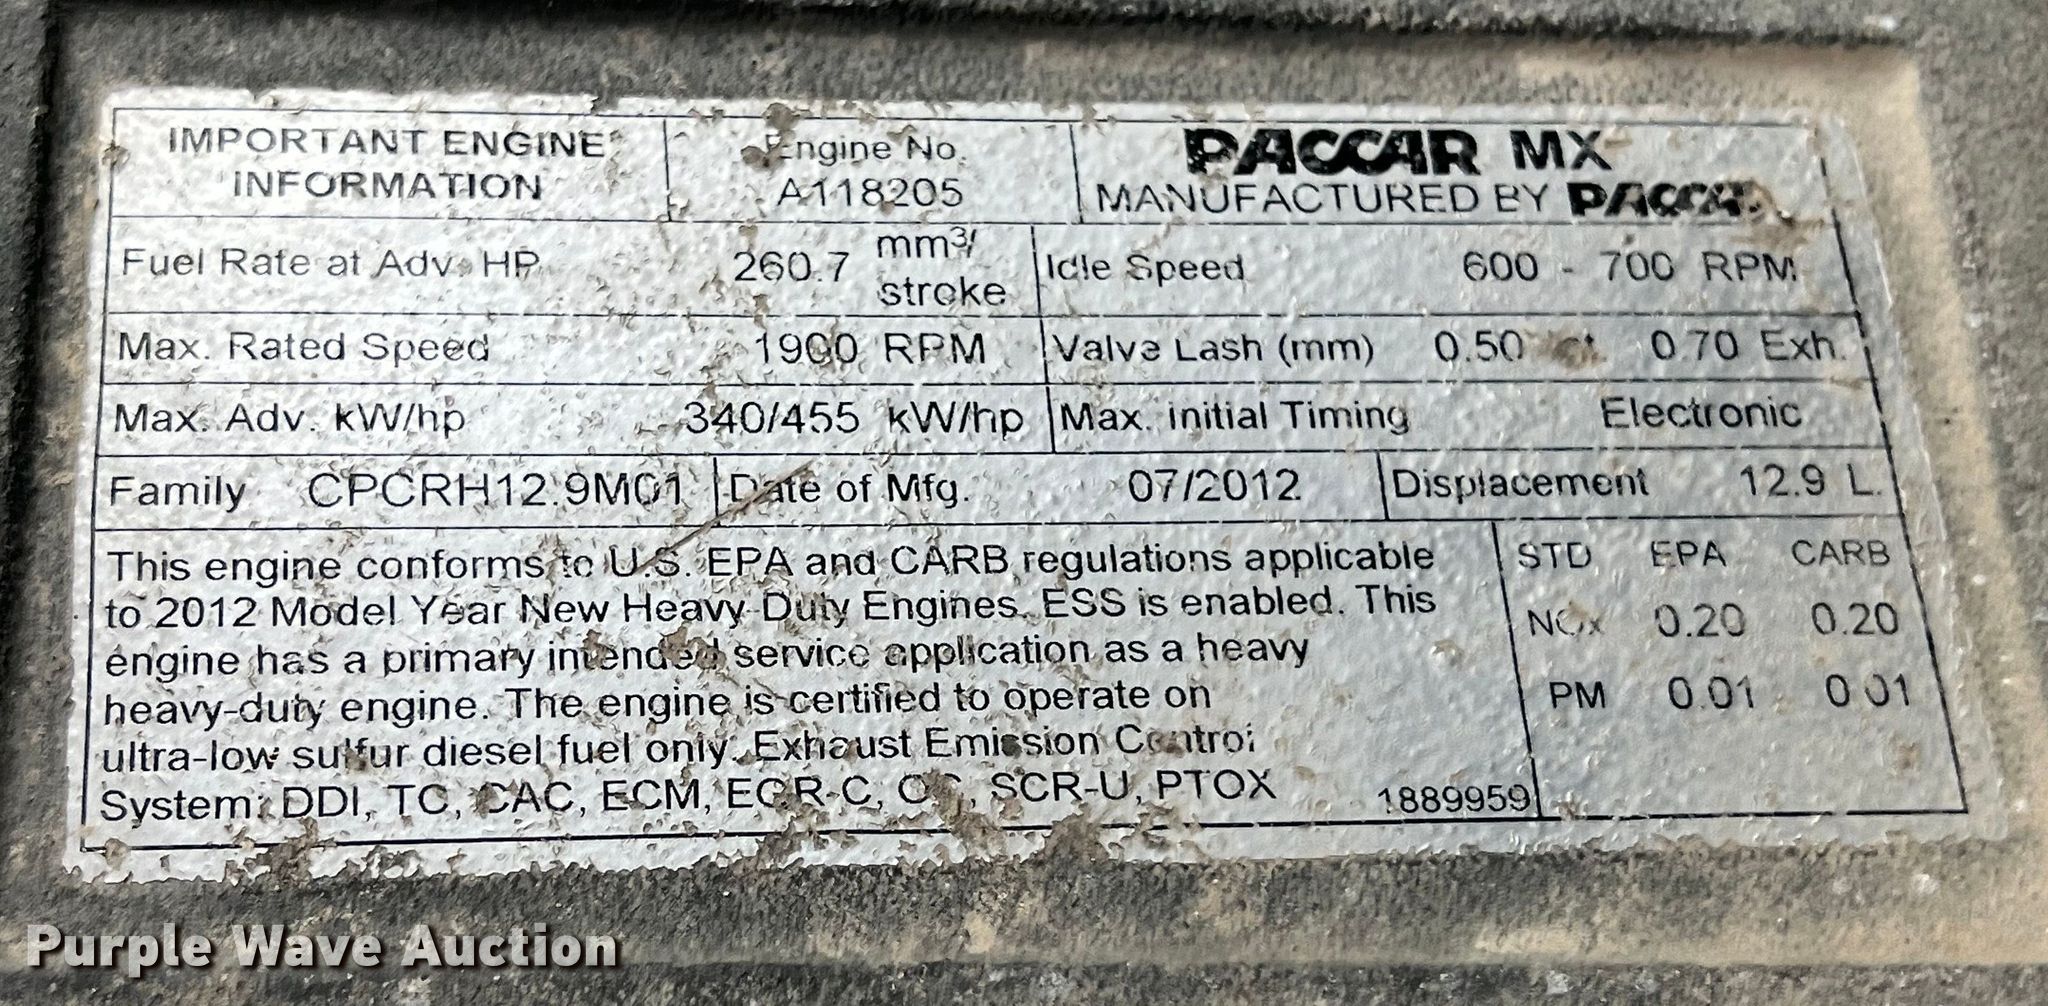 IMPORTANT ENGINE
INFORMATION
Engine No.
A118205
PACCAR MX
MANUFACTURED BY PACCAR
Fuel Rate at Adv. HP 260.7 mm³/stroke
Idle Speed 600 - 700 RPM
Max. Rated Speed 1900 RPM
Valve Lash (mm) 0.50 0.70 Exh.
Max. Adv. kW/hp 340/455 kW/hp
Max. initial Timing Electronic
Family CPCRH12.9M01
Date of Mfg. 07/2012
Displacement 12.9 L.
This engine conforms to U.S. EPA and CARB regulations applicable
to 2012 Model Year New Heavy Duty Engines. ESS is enabled. This
engine has a primary intended service application as a heavy
heavy-duty engine. The engine is certified to operate on
ultra-low sulfur diesel fuel only. Exhaust Emission Control
System: DDI, TC, CAC, ECM, EGR-C, SCR-U, PTOX
1889959
STD EPA CARB
NOx 0.20 0.20
PM 0.01 0.01
Purple Wave Auction